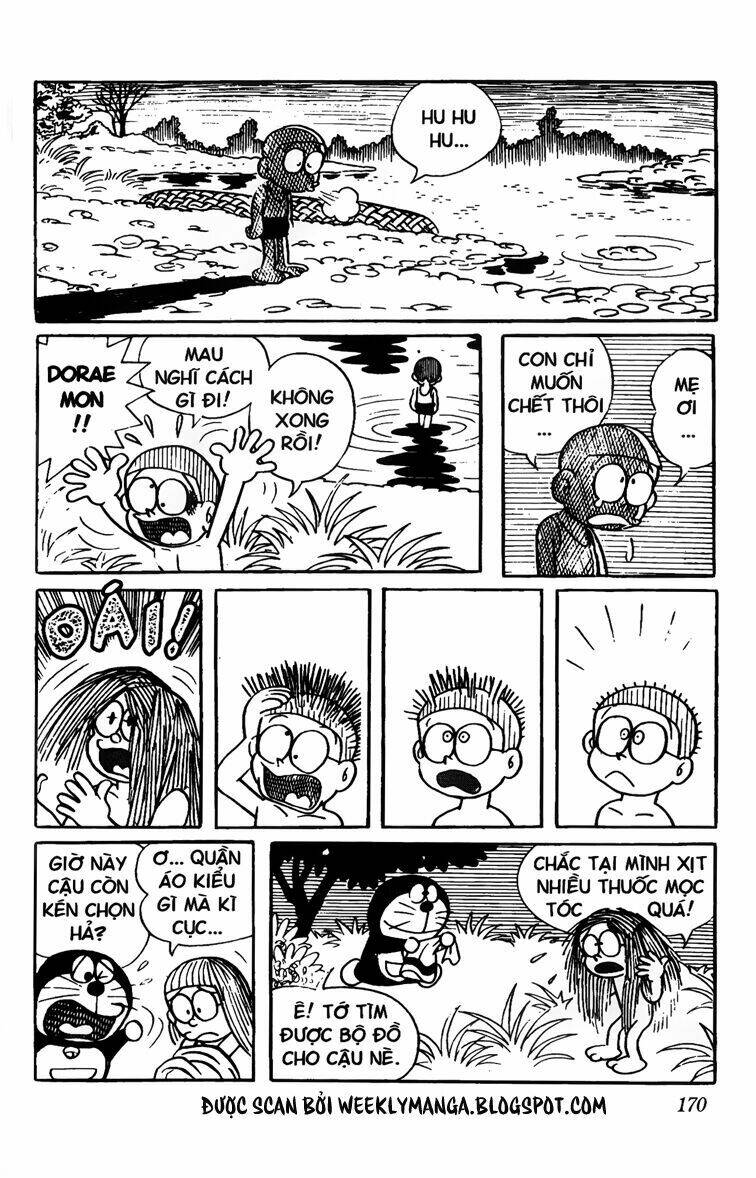 HU HU
HU...
MẸ
ƠI
...
CON CHỈ
MUỐN
CHẾT THÔI
...
KHÔNG
XONG
RỒI!
MAU
NGHĨ CÁCH
GÌ ĐI!
DORAE
MON
!!
OÁI!
CHẮC TẠI MÌNH XỊT
NHIỀU THUỐC MỌC
TÓC QUÁ!
Ê! TỚ TÌM
ĐƯỢC BỘ ĐỒ
CHO CẬU NÈ.
Ơ... QUẦN
ÁO KIỂU
GÌ MÀ KÌ
CỤC...
GIỜ NÀY
CẬU CÒN
KÉN CHỌN
HẢ?
ĐƯỢC SCAN BỞI WEEKLYMANGA.BLOGSPOT.COM
170